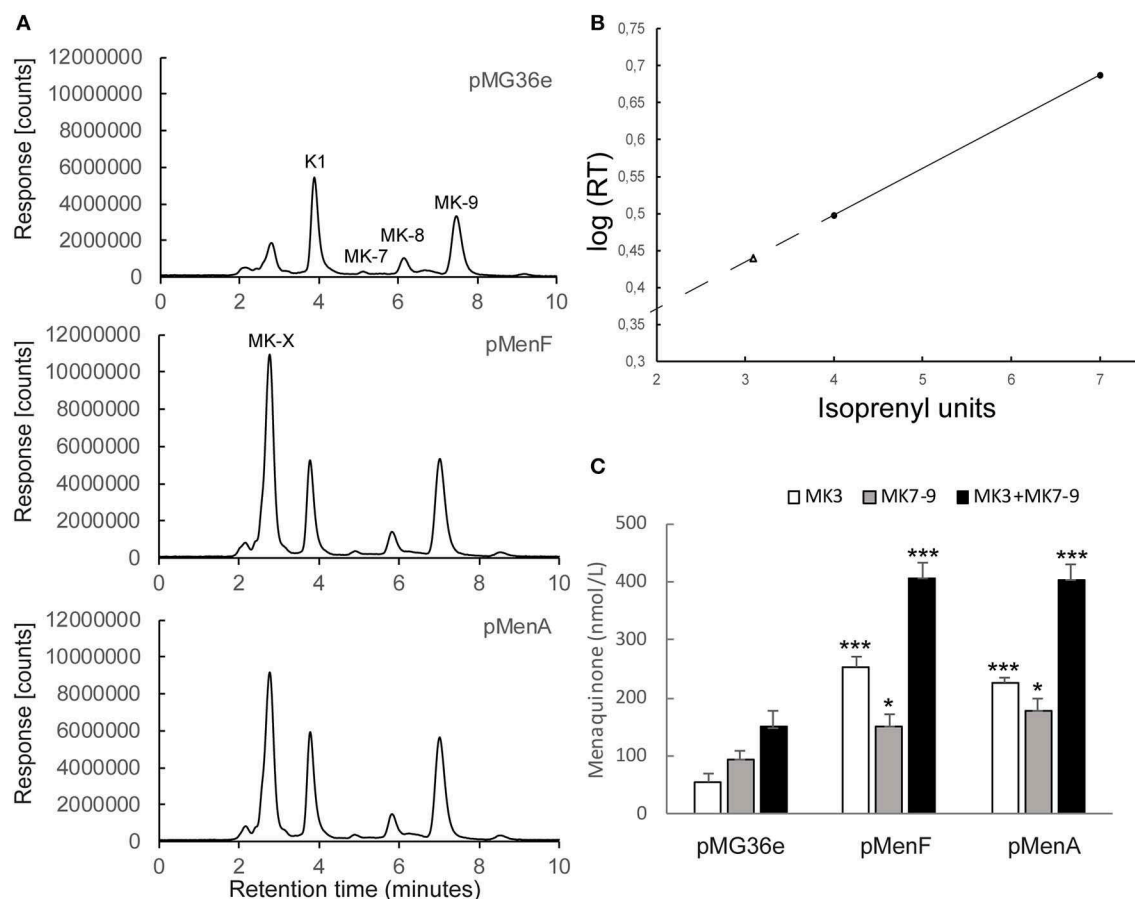 A
12000000
10000000
8000000
6000000
4000000
2000000
0
Response [counts]
pMG36e
K1
MK-7
MK-8
MK-9
0 2 4 6 8 10
12000000
10000000
8000000
6000000
4000000
2000000
0
Response [counts]
pMenF
MK-X
0 2 4 6 8 10
12000000
10000000
8000000
6000000
4000000
2000000
0
Response [counts]
pMenA
0 2 4 6 8 10
Retention time (minutes)
B
0,75
0,7
0,65
0,6
0,55
0,5
0,45
0,4
0,35
0,3
log (RT)
2 3 4 5 6 7
Isoprenyl units
C
MK3 MK7-9 MK3+MK7-9
500
400
300
200
100
0
Menaquinone (nmol/L)
*** * ***
*** * ***
pMG36e pMenF pMenA